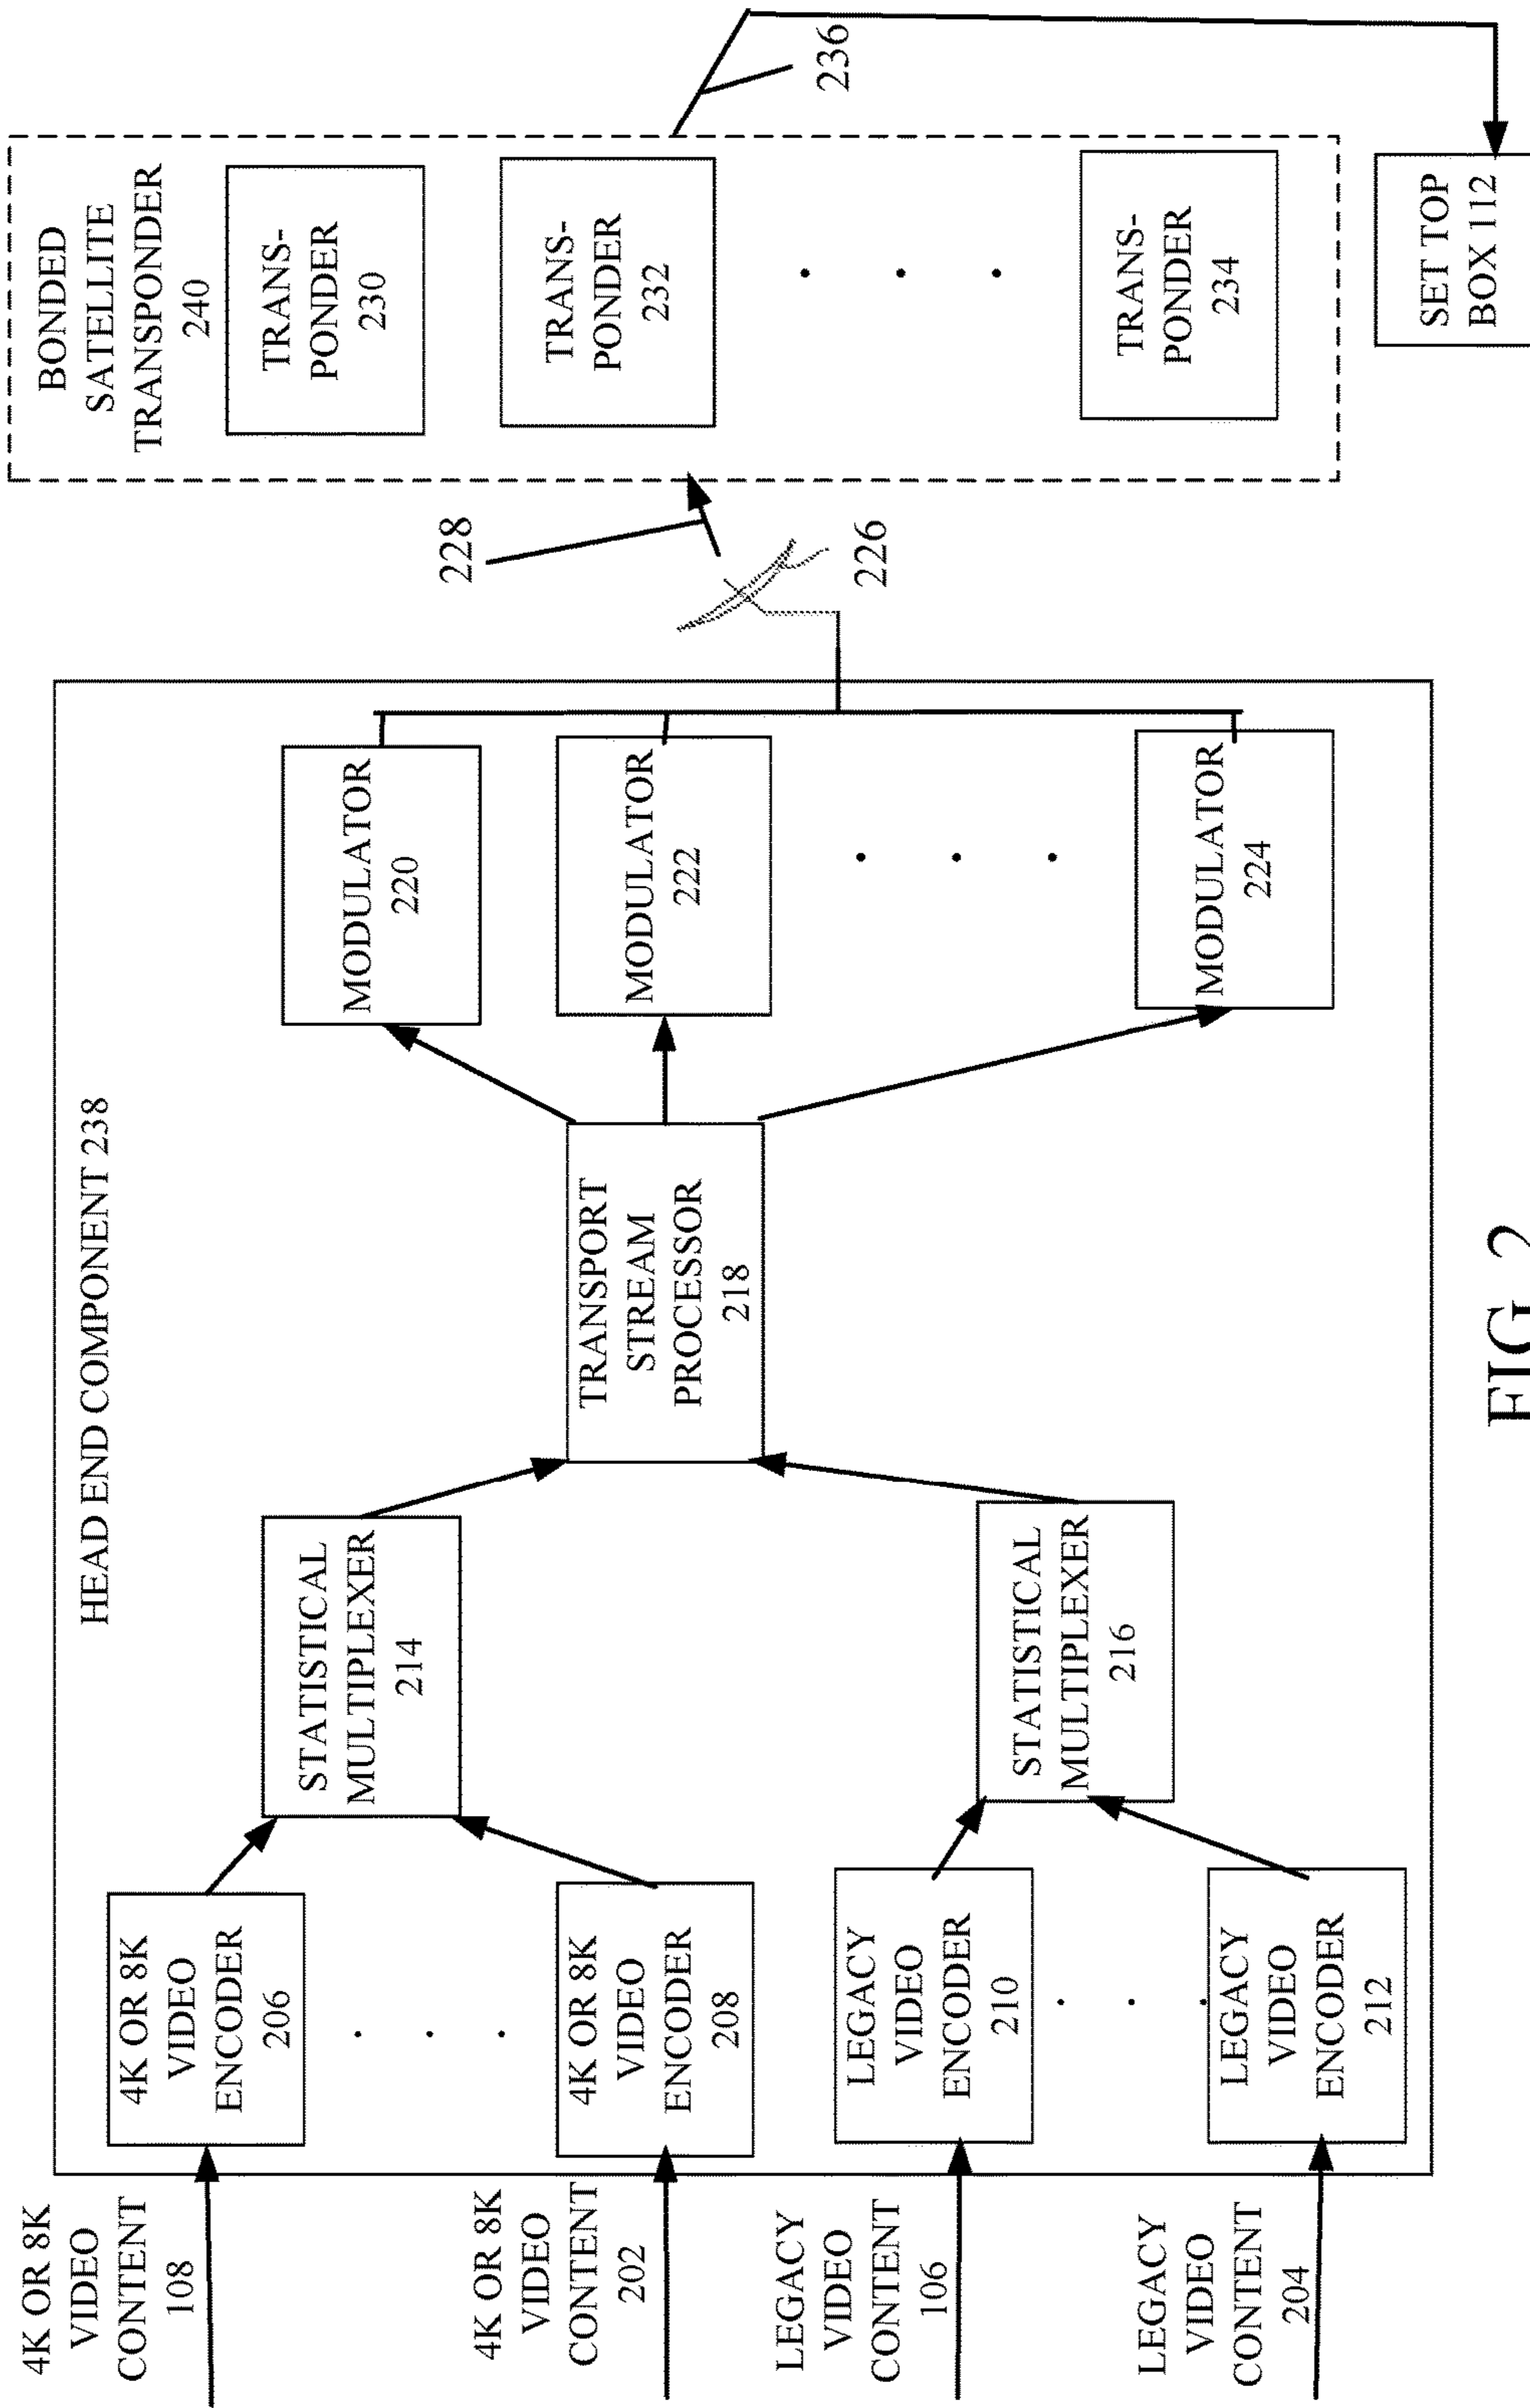 4K OR 8K
VIDEO
CONTENT
108
4K OR 8K
VIDEO
CONTENT
202
LEGACY
VIDEO
CONTENT
106
LEGACY
VIDEO
CONTENT
204
HEAD END COMPONENT 238
4K OR 8K
VIDEO
ENCODER
206
4K OR 8K
VIDEO
ENCODER
208
LEGACY
VIDEO
ENCODER
210
LEGACY
VIDEO
ENCODER
212
STATISTICAL
MULTIPLEXER
214
STATISTICAL
MULTIPLEXER
216
TRANSPORT
STREAM
PROCESSOR
218
MODULATOR
220
MODULATOR
222
MODULATOR
224
226
228
BONDED
SATELLITE
TRANSPONDER
240
TRANS-
PONDER
230
TRANS-
PONDER
232
TRANS-
PONDER
234
236
SET TOP
BOX 112
FIG. 2